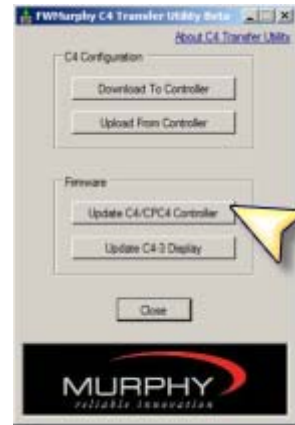 FWMurphy C4 Transfer Utility Beta
About C4 Transfer Utility
C4 Configuration
Download To Controller
Upload From Controller
Firmware
Update C4/CPC4 Controller
Update C4-3 Display
Close
MURPHY
reliable innovation